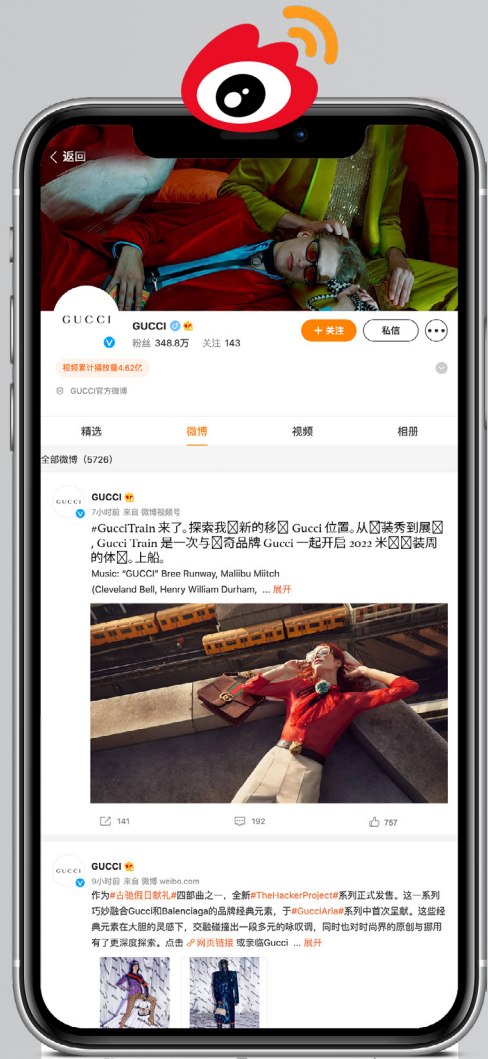 返回
GUCCI
GUCCI
+ 关注
私信
粉丝 348.8万 关注 143
视频累计播放量4.62亿
GUCCI官方微博
精选 微博 视频 相册
全部微博（5726）
GUCCI
GUCCI
7小时前 来自 微博视频号
#GucciTrain 来了。探索我☒新的移☒ Gucci 位置。从☒装秀到展☒
, Gucci Train 是一次与☒奇品牌 Gucci 一起开启 2022 米☒☒装周
的体☒。上船。
Music: "GUCCI" Bree Runway, Maliibu Miitch
(Cleveland Bell, Henry William Durham, ... 展开
141 192 757
GUCCI
GUCCI
9小时前 来自 微博 weibo.com
作为#古驰假日献礼#四部曲之一，全新#TheHackerProject#系列正式发售。这一系列
巧妙融合Gucci和Balenciaga的品牌经典元素，于#GucciAria#系列中首次呈献。这些经
典元素在大胆的灵感下，交融碰撞出一段多元的咏叹调，同时也对时尚界的原创与挪用
有了更深度探索。点击 网页链接 或亲临Gucci ... 展开